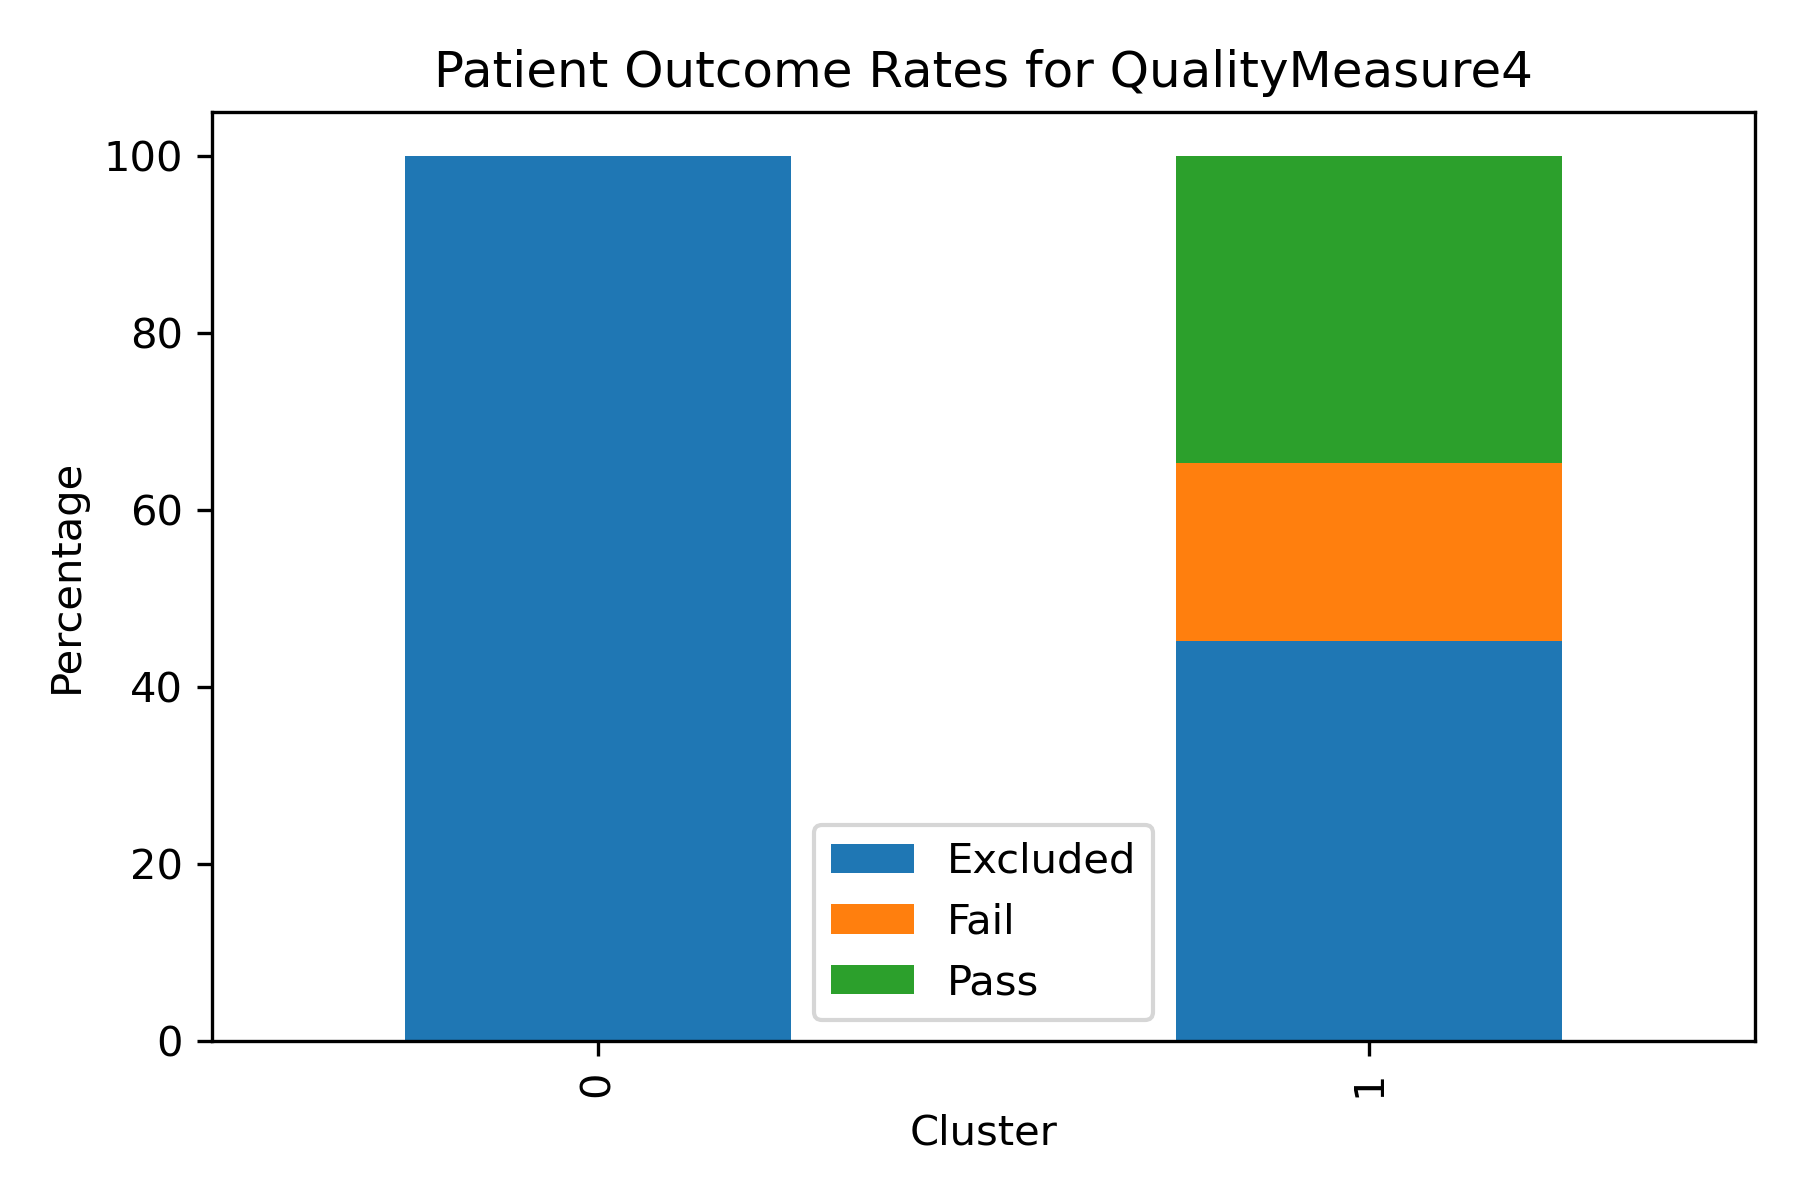 Patient Outcome Rates for QualityMeasure4
100
80
60
40
20
0
Percentage
Excluded
Fail
Pass
0
1
Cluster